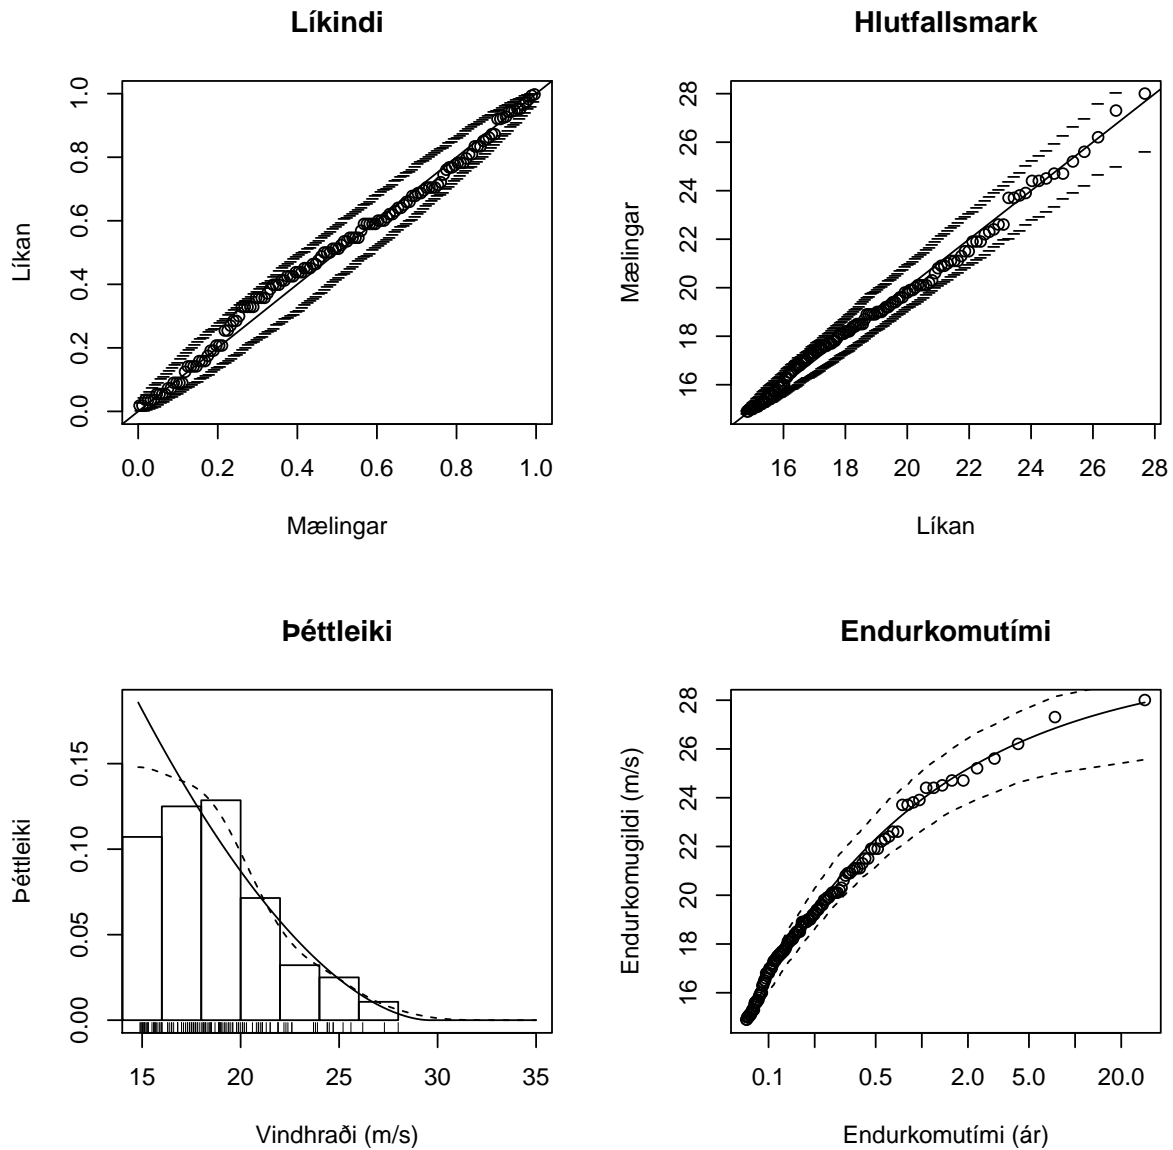 Líkindi
Líkan
0.0 0.2 0.4 0.6 0.8 1.0
0.0 0.2 0.4 0.6 0.8 1.0
Mælingar
Hlutfallsmark
Mælingar
16 18 20 22 24 26 28
16 18 20 22 24 26 28
Líkan
Þéttleiki
Þéttleiki
0.00 0.05 0.10 0.15
15 20 25 30 35
Vindhraði (m/s)
Endurkomutími
Endurkomugildi (m/s)
16 18 20 22 24 26 28
0.1 0.5 2.0 5.0 20.0
Endurkomutími (ár)